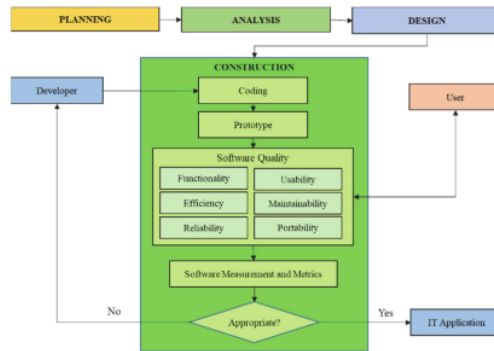 PLANNING
ANALYSIS
DESIGN
CONSTRUCTION
Developer
Coding
User
Prototype
Software Quality
Functionality
Usability
Efficiency
Maintainability
Reliability
Portability
Software Measurement and Metrics
No
Appropriate?
Yes
IT Application